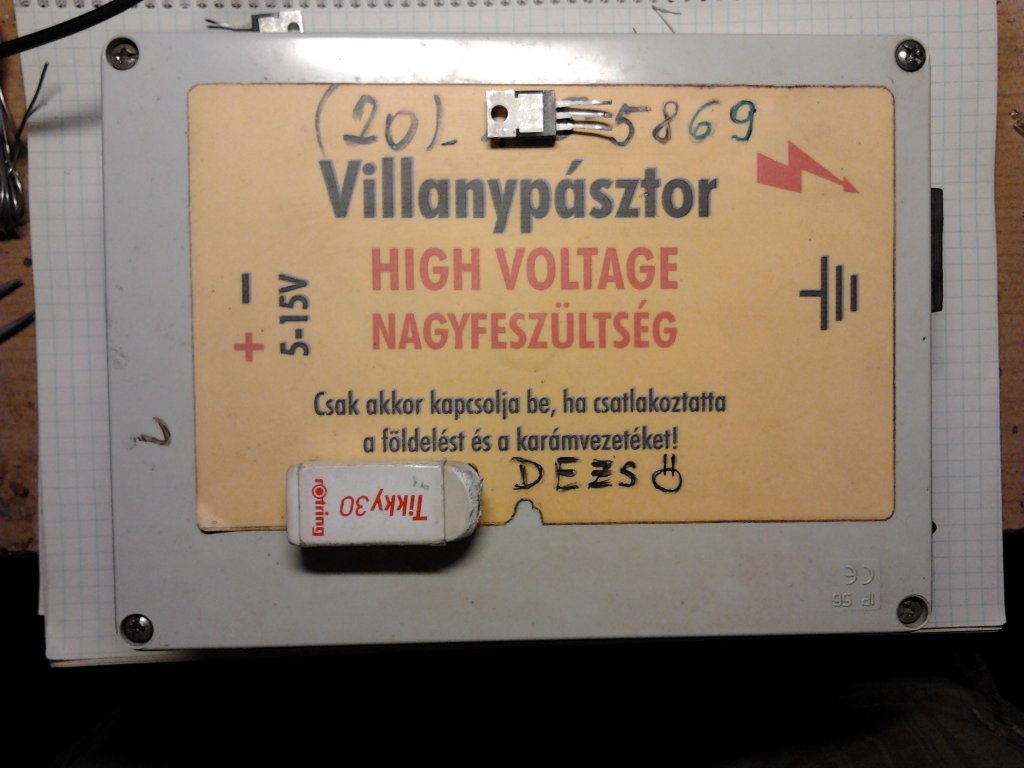 (20). 5869
Villanypásztor
HIGH VOLTAGE
NAGYFESZÜLTSÉG
+ −
5-15V
Csak akkor kapcsolja be, ha csatlakoztatta
a földelést és a karámvezetéket!
DEZSŐ
Tikky 30
rotring
CE
IP 56